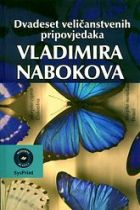 Dvadeset veličanstvenih
pripovjedaka
VLADIMIRA
NABOKOVA
SysPrint